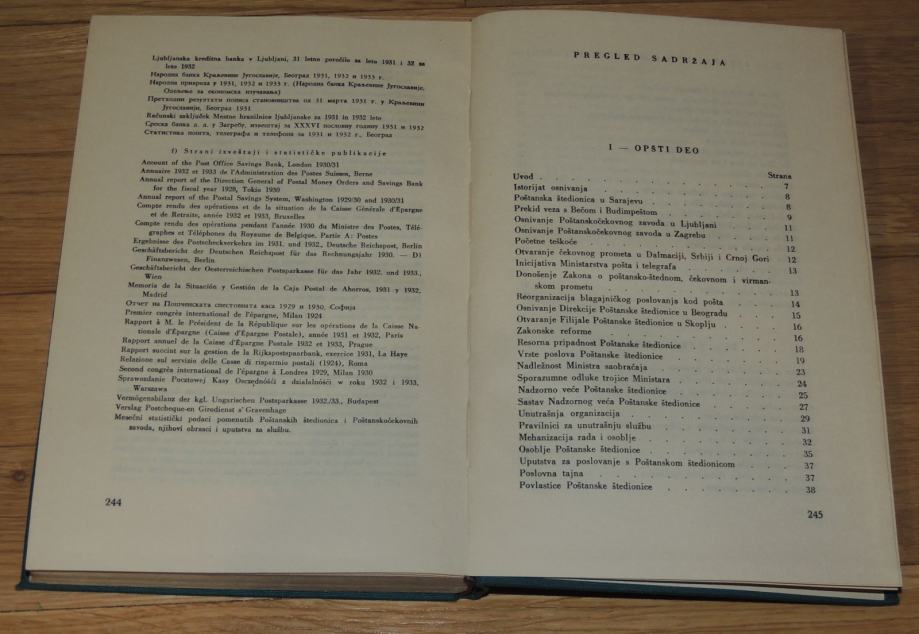 Ljubljanska kreditna banka v Ljubljani, 31 letno poročilo za leto 1931 i 32 za
leto 1932
Народна банка Краљевине Југославије, Београд 1931, 1932 и 1933 г.
Народна привреда у 1931, 1932 и 1933 г. (Народна банка Краљевине Југославије,
Одељење за економска изучавања)
Претходни резултати пописа становништва од 31 марта 1931 г. у Краљевини
Југославији, Београд 1931
Računski zaključek Mestne hranilnice ljubljanske za 1931 in 1932 leto
Српска банка а. д. у Загребу, извештај за XXXVI пословну годину 1931 и 1932
Статистика пошта, телеграфа и телефона за 1931 и 1932 г., Београд
f) Strani izveštaji i statističke publikacije
Account of the Post Office Savings Bank, London 1930/31
Annuaire 1932 et 1933 de l'Administration des Postes Suisses, Berne
Annual report of the Direction General of Postal Money Orders and Savings Bank
for the fiscal year 1928, Tokio 1930
Annual report of the Postal Savings System, Washington 1929/30 and 1930/31
Compte rendu des opérations et de la situation de la Caisse Générale d'Épargne
et de Retraits, année 1932 et 1933, Bruxelles
Compte rendu des opérations pendant l'année 1930 du Ministre des Postes, Télé-
graphes et Téléphones du Royaume de Belgique, Partie A: Postes
Ergebnisse des Postscheckverkehrs im 1931, und 1932., Deutsche Reichspost, Berlin
Geschäftsbericht der Deutschen Reichspost für das Rechnungsjahr 1930. — D1
Finanzwesen, Berlin
Geschäftsbericht der Oesterreichischen Postsparkasse für das Jahr 1932, und 1933.,
Wien
Memoria de la Situación y Gestión de la Caja Postal de Ahorros, 1931 y 1932,
Madrid
Отчет на Пощенската спестовната каса 1929 и 1930, София
Premier congrès international de l'épargne, Milan 1924
Rapport à M. le Président de la République sur les opérations de la Caisse Na-
tionale d'Épargne (Caisse d'Épargne Postale), année 1931 et 1932, Paris
Rapport annuel de la Caisse d'Épargne Postale 1932 et 1933, Prague
Rapport succint sur la gestion de la Rijkspostspaarbank, exercice 1931, La Haye
Relazione sul servizio delle Casse di risparmio postali (1924), Roma
Second congrès international de l'épargne à Londres 1929, Milan 1930
Sprawozdanie Pocztowej Kasy Oszczędności z działalności w roku 1932 i 1933,
Warszawa
Vermögensbilanz der kgl. Ungarischen Postsparkasse 1932./33., Budapest
Verslag Postcheque-en Girodienst s' Gravenhage
Mesečni statistički podaci pomenutih Poštanskih štedionica i Poštanskočekovnih
zavoda, njihovi obrasci i uputstva za službu.
244
PREGLED SADRŽAJA
I — OPŠTI DEO
Strana
Uvod . . . 7
Istorijat osnivanja . . . 8
Poštanska štedionica u Sarajevu . . . 8
Prekid veza s Bečom i Budimpeštom . . . 9
Osnivanje Poštanskočekovnog zavoda u Ljubljani . . . 11
Osnivanje Poštanskočekovnog zavoda u Zagrebu . . . 11
Početne teškoće . . . 12
Otvaranje čekovnog prometa u Dalmaciji, Srbiji i Crnoj Gori . . . 12
Inicijativa Ministarstva pošta i telegrafa . . . 13
Donošenje Zakona o poštansko-štednom, čekovnom i virman-
skom prometu . . . 13
Reorganizacija blagajničkog poslovanja kod pošta . . . 14
Osnivanje Direkcije Poštanske štedionice u Beogradu . . . 15
Otvaranje Filijale Poštanske štedionice u Skoplju . . . 16
Zakonske reforme . . . 16
Resorna pripadnost Poštanske štedionice . . . 18
Vrste poslova Poštanske štedionice . . . 19
Nadležnost Ministra saobraćaja . . . 23
Sporazumne odluke trojice Ministara . . . 24
Nadzorno veće Poštanske štedionice . . . 25
Sastav Nadzornog veća Poštanske štedionice . . . 27
Unutrašnja organizacija . . . 29
Pravilnici za unutrašnju službu . . . 31
Mehanizacija rada i osoblje . . . 32
Osoblje Poštanske štedionice . . . 35
Uputstva za poslovanje s Poštanskom štedionicom . . . 37
Poslovna tajna . . . 37
Povlastice Poštanske štedionice . . . 38
245